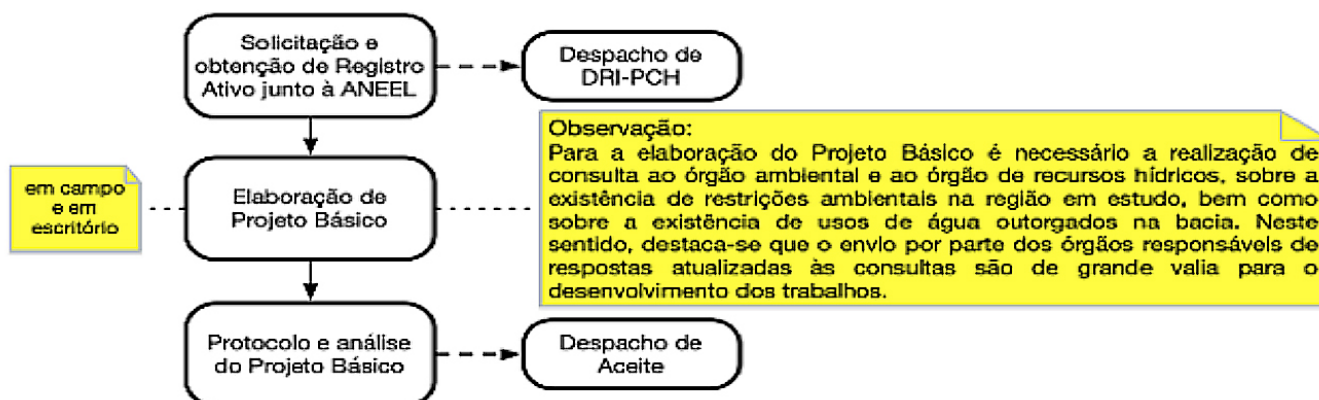 Solicitação e
obtenção de Registro
Ativo junto à ANEEL
Despacho de
DRI-PCH
Observação:
Para a elaboração do Projeto Básico é necessário a realização de
consulta ao órgão ambiental e ao órgão de recursos hídricos, sobre a
existência de restrições ambientais na região em estudo, bem como
sobre a existência de usos de água outorgados na bacia. Neste
sentido, destaca-se que o envio por parte dos órgãos responsáveis de
respostas atualizadas às consultas são de grande valia para o
desenvolvimento dos trabalhos.
em campo
e em
escritório
Elaboração de
Projeto Básico
Protocolo e análise
do Projeto Básico
Despacho de
Aceite